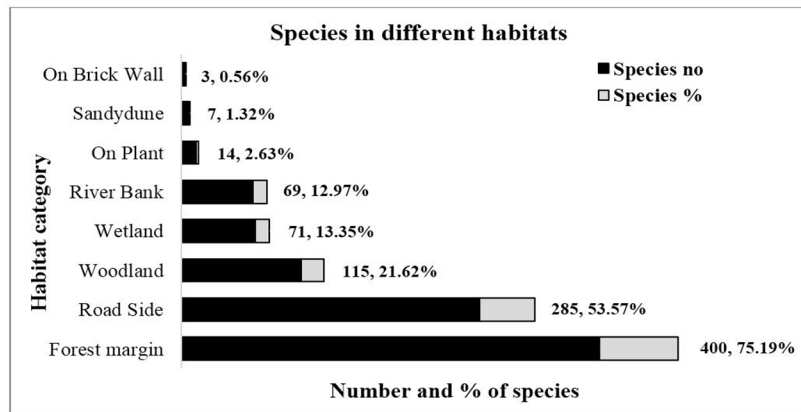 Species in different habitats
Species no
Species %
Habitat category
On Brick Wall 3, 0.56%
Sandydune 7, 1.32%
On Plant 14, 2.63%
River Bank 69, 12.97%
Wetland 71, 13.35%
Woodland 115, 21.62%
Road Side 285, 53.57%
Forest margin 400, 75.19%
Number and % of species